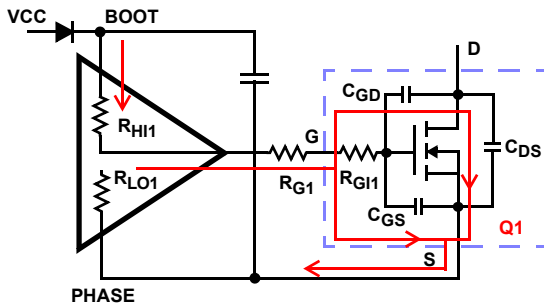 VCC
BOOT
D
CGD
RHI1
G
CDS
RLO1
RG1
RGI1
CGS
Q1
S
PHASE